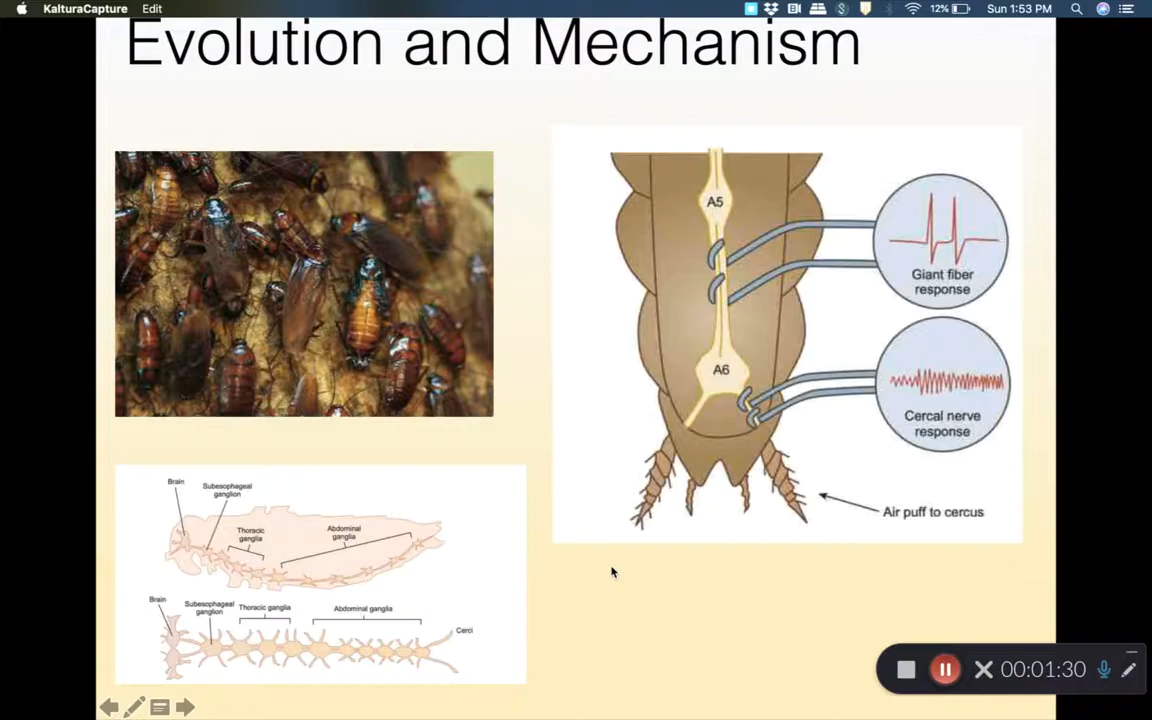 KalturaCapture Edit
12% Sun 1:53 PM
Evolution and Mechanism
A5
Giant fiber
response
A6
Cercal nerve
response
Air puff to cercus
Brain
Subesophageal
ganglion
Thoracic
ganglia
Abdominal
ganglia
Brain
Subesophageal
ganglion
Thoracic ganglia
Abdominal ganglia
Cerci
00:01:30